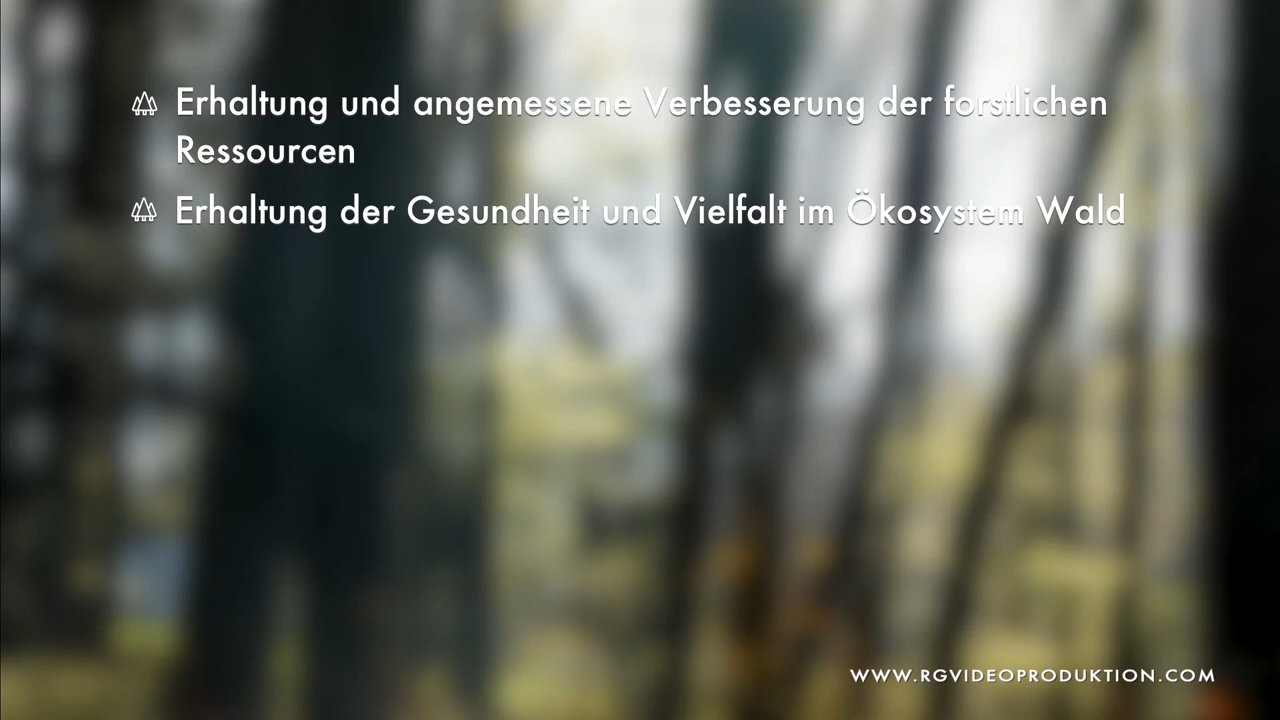 Erhaltung und angemessene Verbesserung der forstlichen
Ressourcen
Erhaltung der Gesundheit und Vielfalt im Ökosystem Wald
WWW.RGVIDEOPRODUKTION.COM